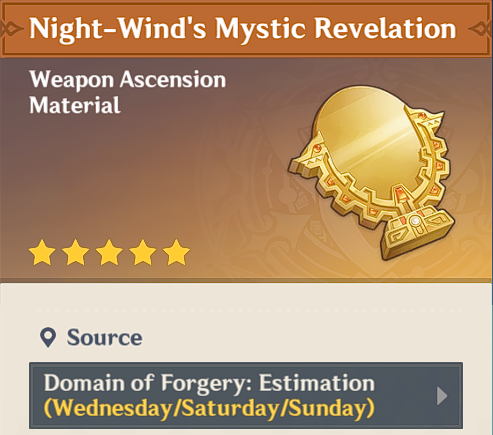 Night-Wind's Mystic Revelation
Weapon Ascension
Material
Source
Domain of Forgery: Estimation
(Wednesday/Saturday/Sunday)